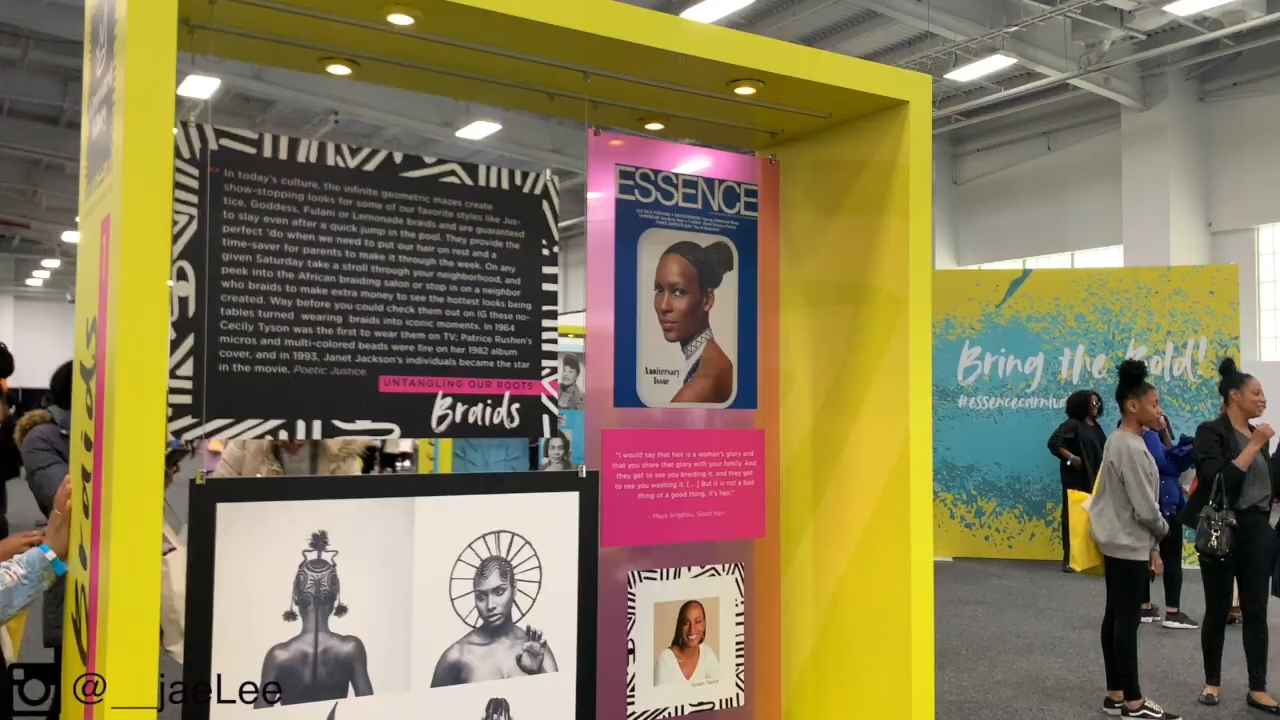 In today's culture, the infinite geometric mazes create
show-stopping looks for some of our favorite styles like Jus-
tice, Goddess, Fulani or Lemonade braids and are guaranteed
to slay even after a quick jump in the pool. They provide the
perfect 'do when we need to put our hair on rest and a
time-saver for parents to make it through the week. On any
given Saturday take a stroll through your neighborhood, and
peek into the African braiding salon or stop in on a neighbor
who braids to make extra money to see the hottest looks being
created. Way before you could check them out on IG these no-
tables turned wearing braids into iconic moments. In 1964
Cecily Tyson was the first to wear them on TV; Patrice Rushen's
micros and multi-colored beads were fire on her 1982 album
cover, and in 1993, Janet Jackson's individuals became the star
in the movie, Poetic Justice.
UNTANGLING OUR ROOTS
Braids
ESSENCE
Anniversary
Issue
"I would say that hair is a woman's glory and
that you share that glory with your family. And
they get to see you braiding it, and they get
to see you washing it. [...] But it is not a bad
thing or a good thing, it's hair."
- Maya Angelou, Good Hair
Braids
Bring the Bold!
#essencecarnival
@__jaeLee